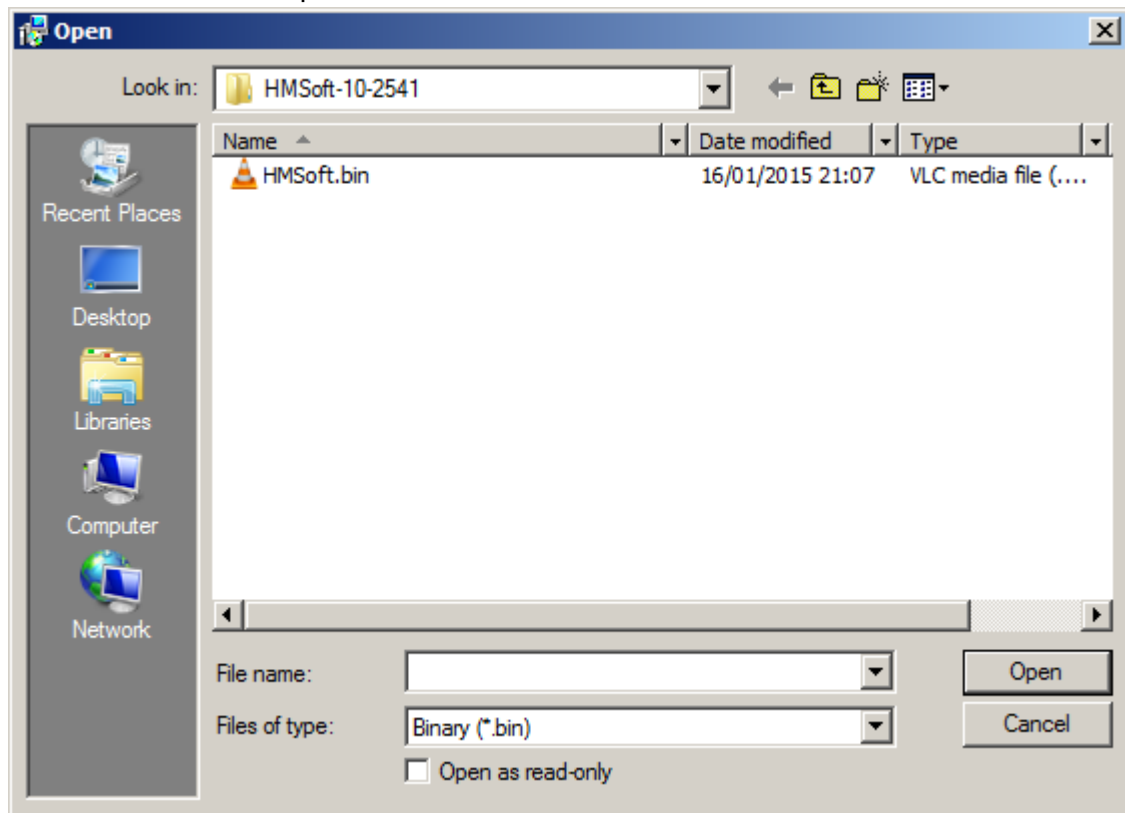 Open
Look in: HMSoft-10-2541
Name Date modified Type
HMSoft.bin 16/01/2015 21:07 VLC media file (....
Recent Places
Desktop
Libraries
Computer
Network
File name: Open
Files of type: Binary (*.bin) Cancel
Open as read-only